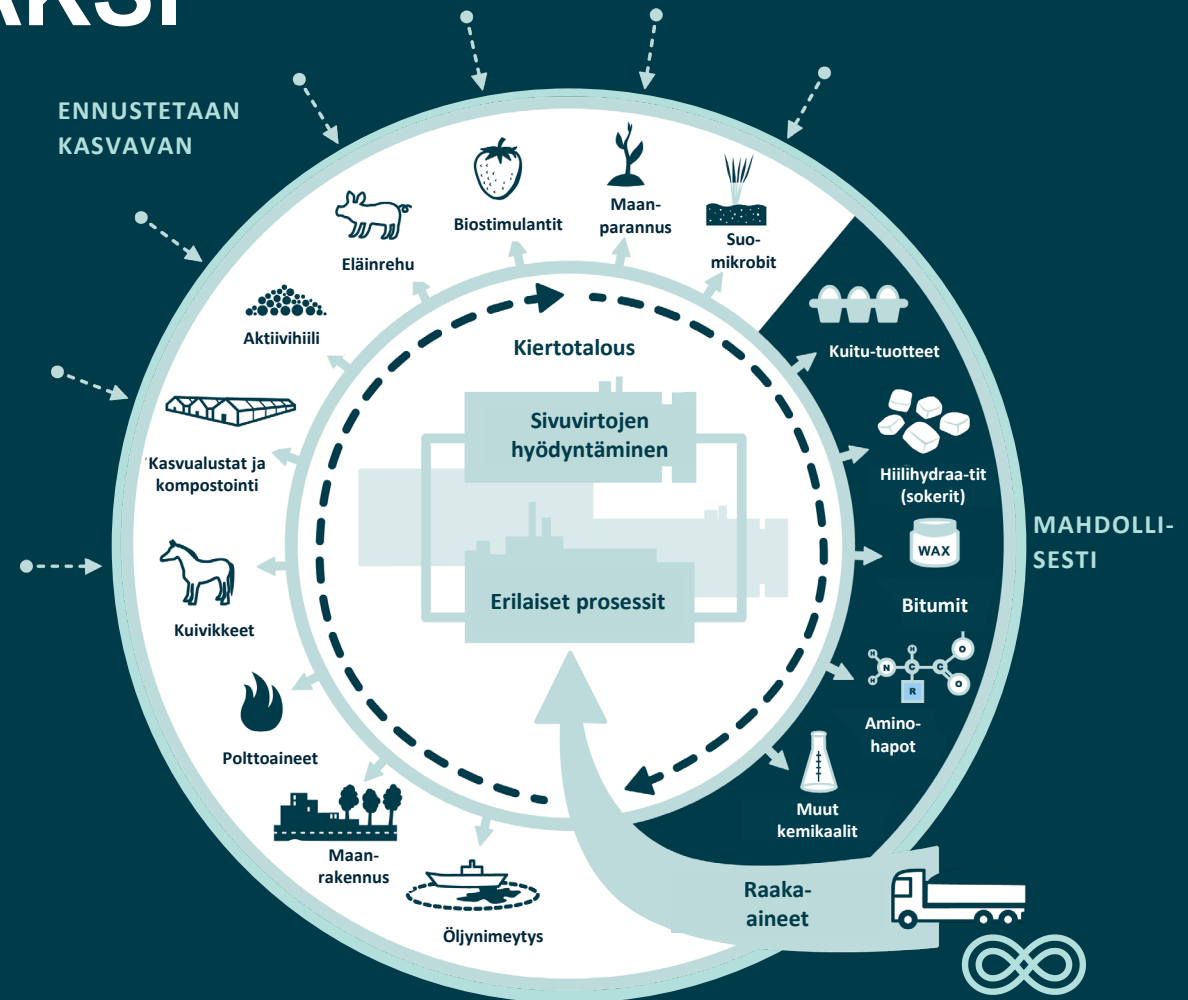 AKSI
ENNUSTETAAN
KASVAVAN
Biostimulantit
Maan-
parannus
Suo-
mikrobit
Eläinrehu
Aktiivihiili
Kasvualustat ja
kompostointi
Kuivikkeet
Polttoaineet
Maan-
rakennus
Öljynimeytys
Kiertotalous
Sivuvirtojen
hyödyntäminen
Erilaiset prosessit
Kuitu-tuotteet
Hiilihydraa-tit
(sokerit)
WAX
Bitumit
H
H
N
H
C
R
C
O
O
Amino-
hapot
Muut
kemikaalit
MAHDOLLI-
SESTI
Raaka-
aineet